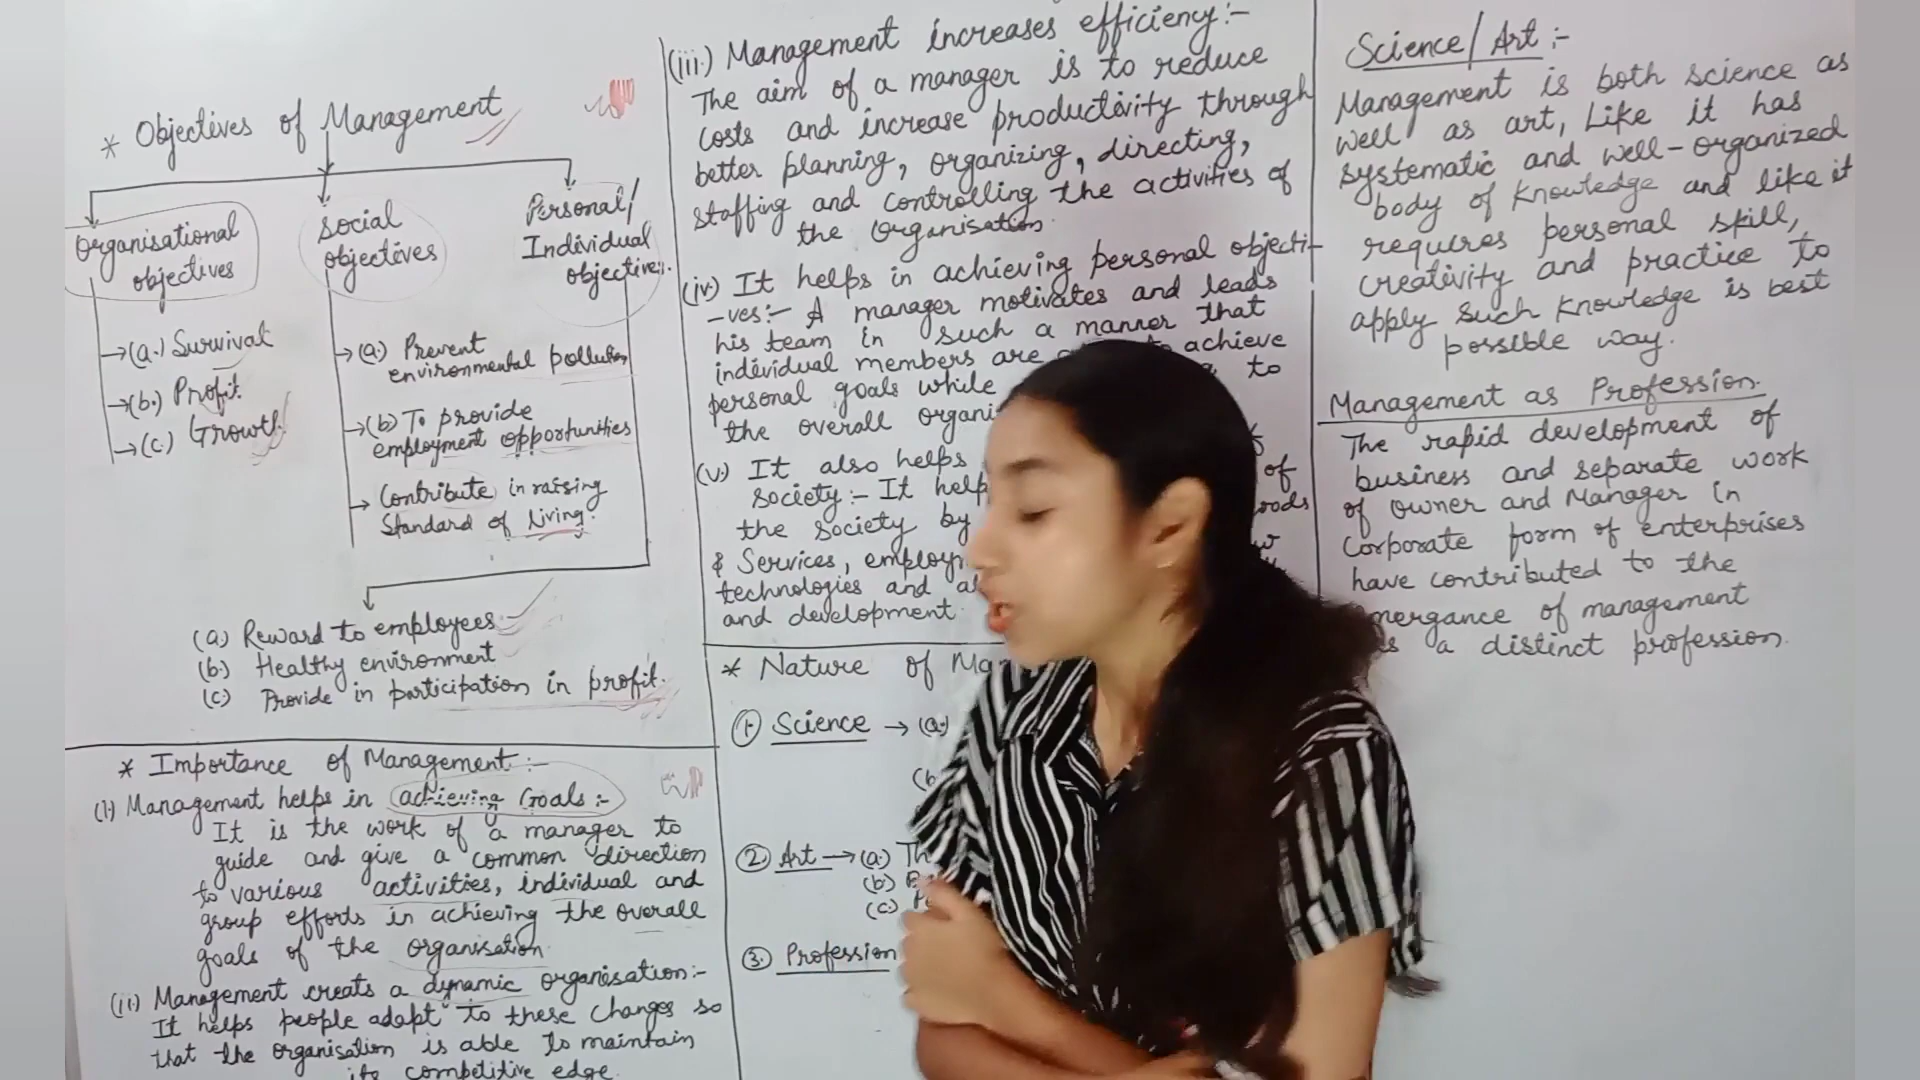 * Objectives of Management
Organisational
objectives
→(a.) Survival
→(b.) Profit
→(c.) Growth
Social
objectives
→(a.) Prevent
environmental pollution
→(b) To provide
employment opportunities
→ Contribute in raising
Standard of living.
Personal/
Individual
objectives.
(a) Reward to employees
(b) Healthy environment
(c) Provide in participation in profit.
* Importance of Management :-
(i.) Management helps in achieving Goals :-
It is the work of a manager to
guide and give a common direction
to various activities, individual and
group efforts in achieving the overall
goals of the organisation.
(ii) Management creats a dynamic organisation:-
It helps people adapt to these changes so
that the organisation is able to maintain
its competitive edge.
(iii.) Management increases efficiency :-
The aim of a manager is to reduce
costs and increase productivity through
better planning, organizing, directing,
staffing and controlling the activities of
the organisation.
(iv.) It helps in achieving personal objecti-
-ves:- A manager motivates and leads
his team in such a manner that
individual members are achieve
personal goals while to
the overall
(v.) It also helps of
society :- It help of
the society by goods
& Services,
technologies and
and development.
* Nature of
① Science → (a)
(b
② Art → (a.) Th
(b)
(c)
③ Profession
Science/Art :-
Management is both science as
well as art, Like it has
systematic and well-organized
body of knowledge and like it
requires personal skill,
creativity and practice to
apply such knowledge is best
possible way.
Management as Profession.
The rapid development of
business and separate work
of owner and Manager in
corporate form of enterprises
have contributed to the
mergance of management
s a distinct profession.